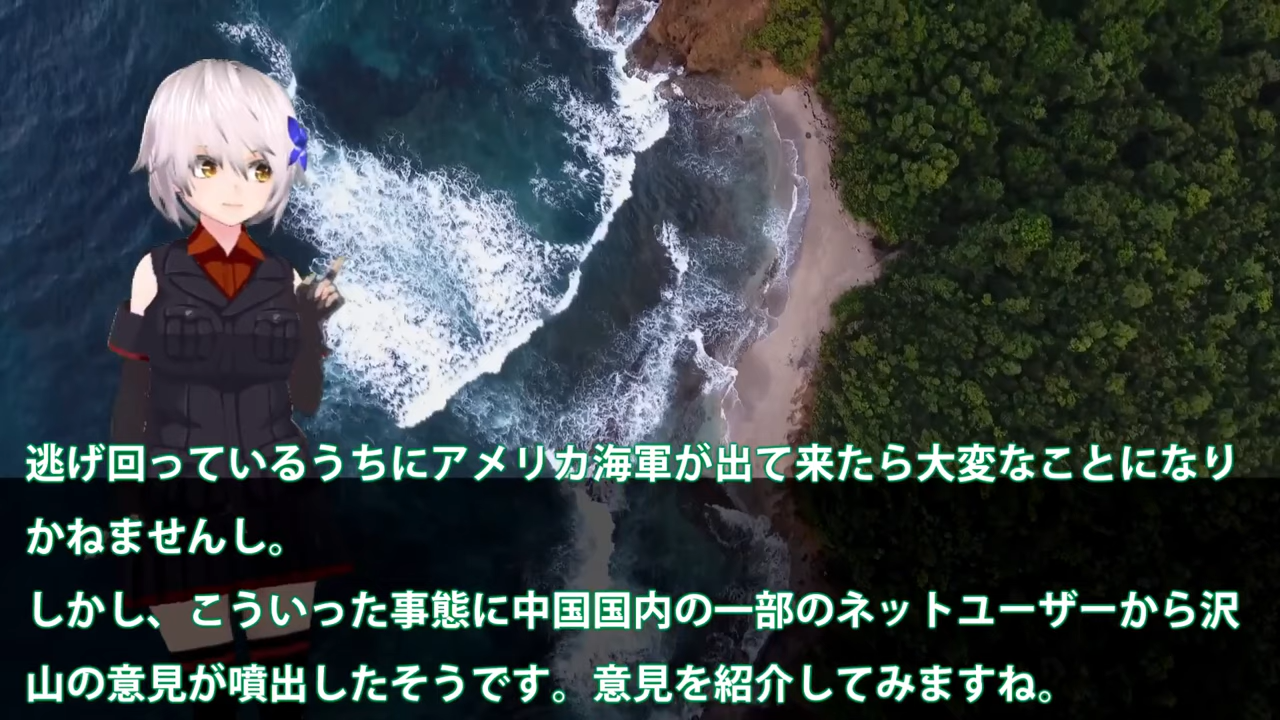 逃げ回っているうちにアメリカ海軍が出て来たら大変なことになり
かねませんし。
しかし、こういった事態に中国国内の一部のネットユーザーから沢
山の意見が噴出したそうです。意見を紹介してみますね。